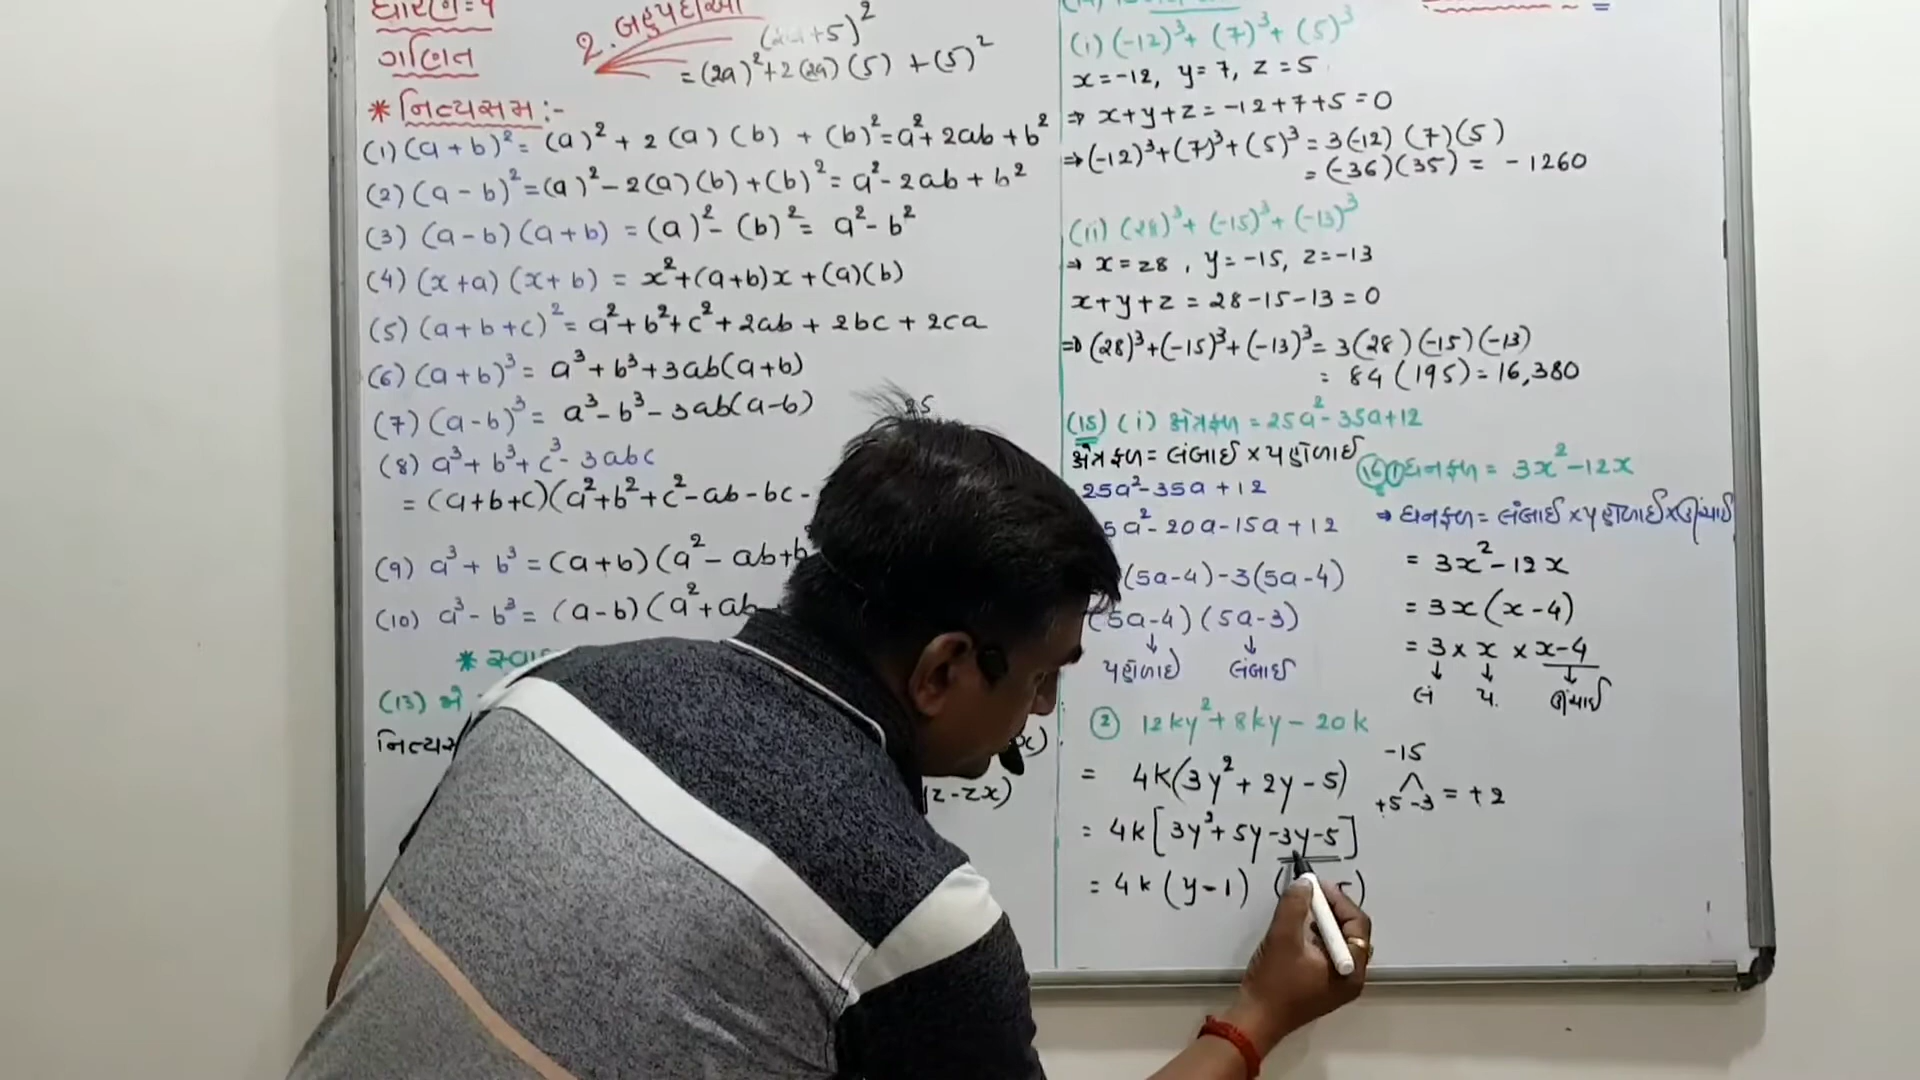 ધોરણ=૧
ગણિત
૨. બહુપદીઓ
(2a+5)²
=(2a)²+2(2a)(5)+(5)²
* નિત્યસમ:-
(1)(a+b)²=(a)²+2(a)(b)+(b)²=a²+2ab+b²
(2)(a-b)²=(a)²-2(a)(b)+(b)²=a²-2ab+b²
(3)(a-b)(a+b)=(a)²-(b)²=a²-b²
(4)(x+a)(x+b)=x²+(a+b)x+(a)(b)
(5)(a+b+c)²=a²+b²+c²+2ab+2bc+2ca
(6)(a+b)³=a³+b³+3ab(a+b)
(7)(a-b)³=a³-b³-3ab(a-b)
(8) a³+b³+c³-3abc
=(a+b+c)(a²+b²+c²-ab-bc-
(9) a³+b³=(a+b)(a²-ab+b²
(10) a³-b³=(a-b)(a²+ab
(13)
(i)(-12)³+(7)³+(5)³
x=-12, y=7, z=5
⇒ x+y+z=-12+7+5=0
⇒(-12)³+(7)³+(5)³=3(-12)(7)(5)
=(-36)(35)=-1260
(ii)(28)³+(-15)³+(-13)³
⇒ x=28, y=-15, z=-13
x+y+z=28-15-13=0
⇒(28)³+(-15)³+(-13)³=3(28)(-15)(-13)
=84(195)=16,380
(15)(i) ક્ષેત્રફળ=25a²-35a+12
ક્ષેત્રફળ=લંબાઈ×પહોળાઈ
25a²-35a+12
5a²-20a-15a+12
(5a-4)-3(5a-4)
(5a-4)(5a-3)
↓ ↓
પહોળાઈ લંબાઈ
(16)(1) ઘનફળ=3x²-12x
⇒ ઘનફળ=લંબાઈ×પહોળાઈ×ઊંચાઈ
=3x²-12x
=3x(x-4)
=3×x×x-4
↓ ↓ ↓
લં પ. ઊંચાઈ
(2) 12ky²+8ky-20k
= 4k(3y²+2y-5)
-15
+5 -3 = +2
= 4k[3y³+5y-3y-5]
= 4k(y-1)